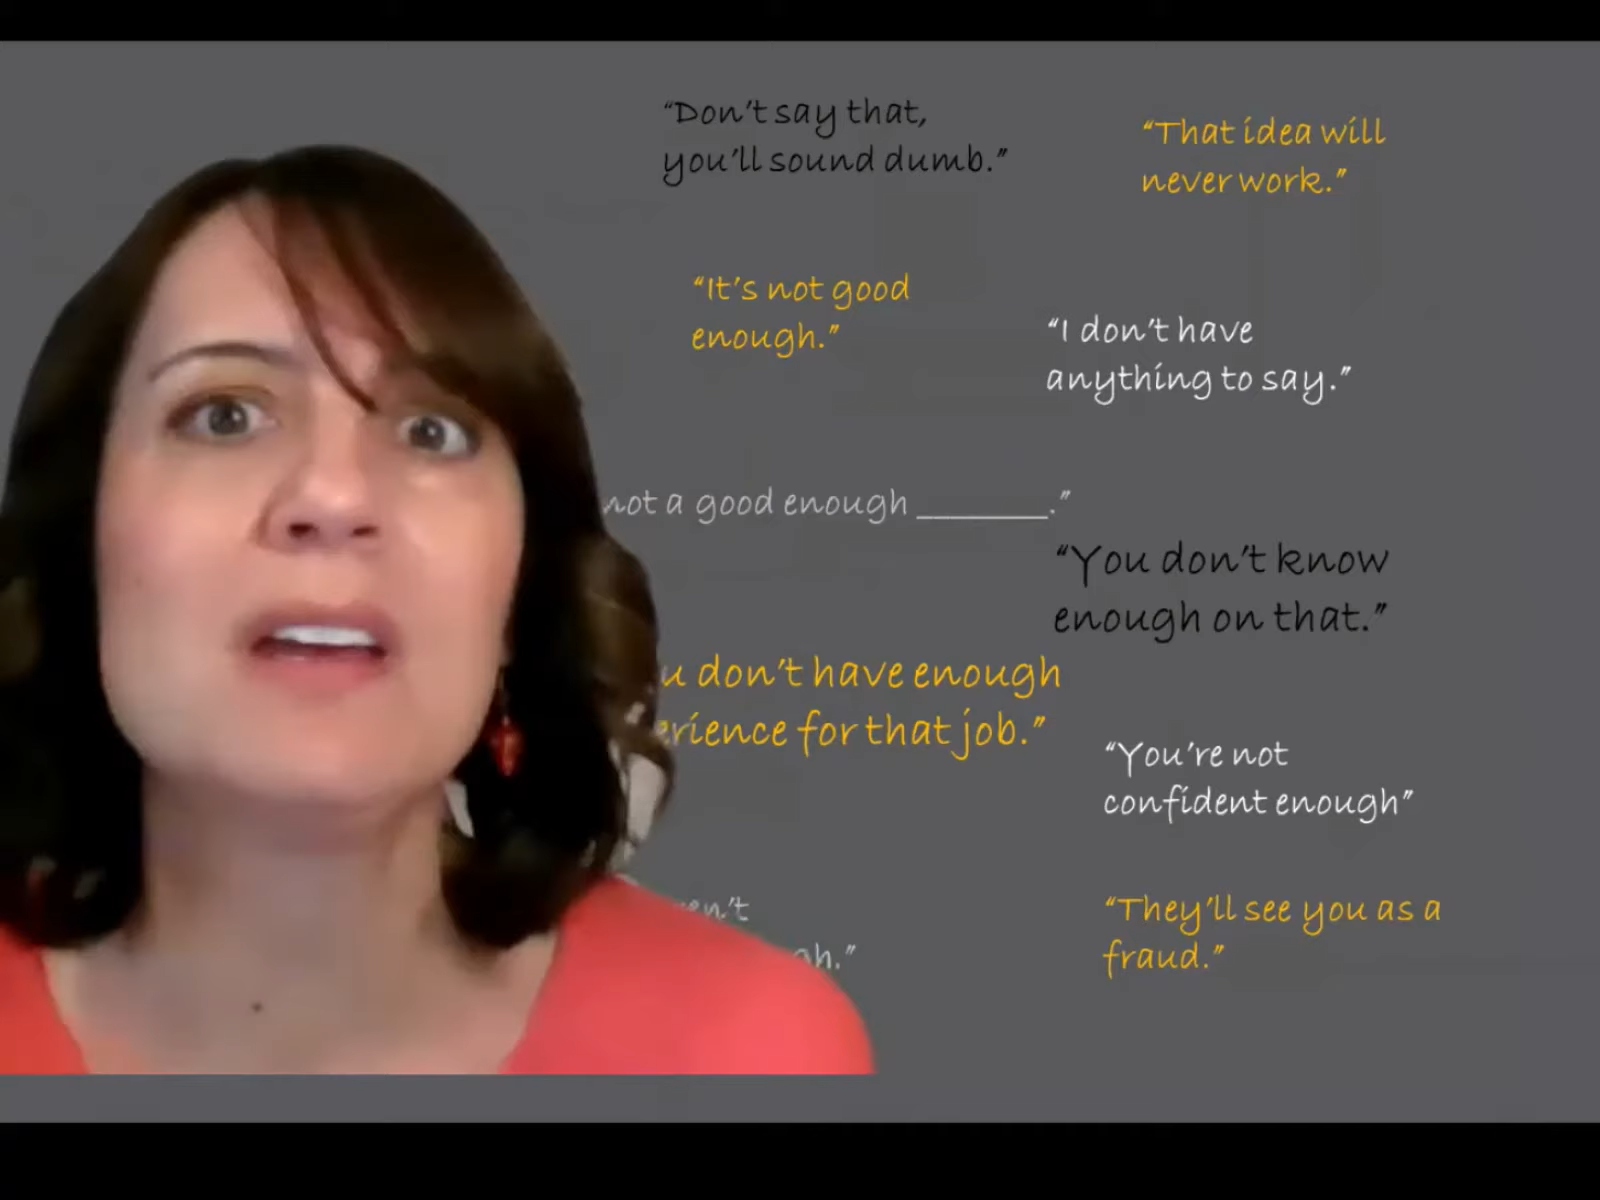 “Don’t say that,
you’ll sound dumb.”
“That idea will
never work.”
“It’s not good
enough.”
“I don’t have
anything to say.”
not a good enough ________.”
“You don’t know
enough on that.”
don’t have enough
for that job.”
“You’re not
confident enough”
“They’ll see you as a
fraud.”